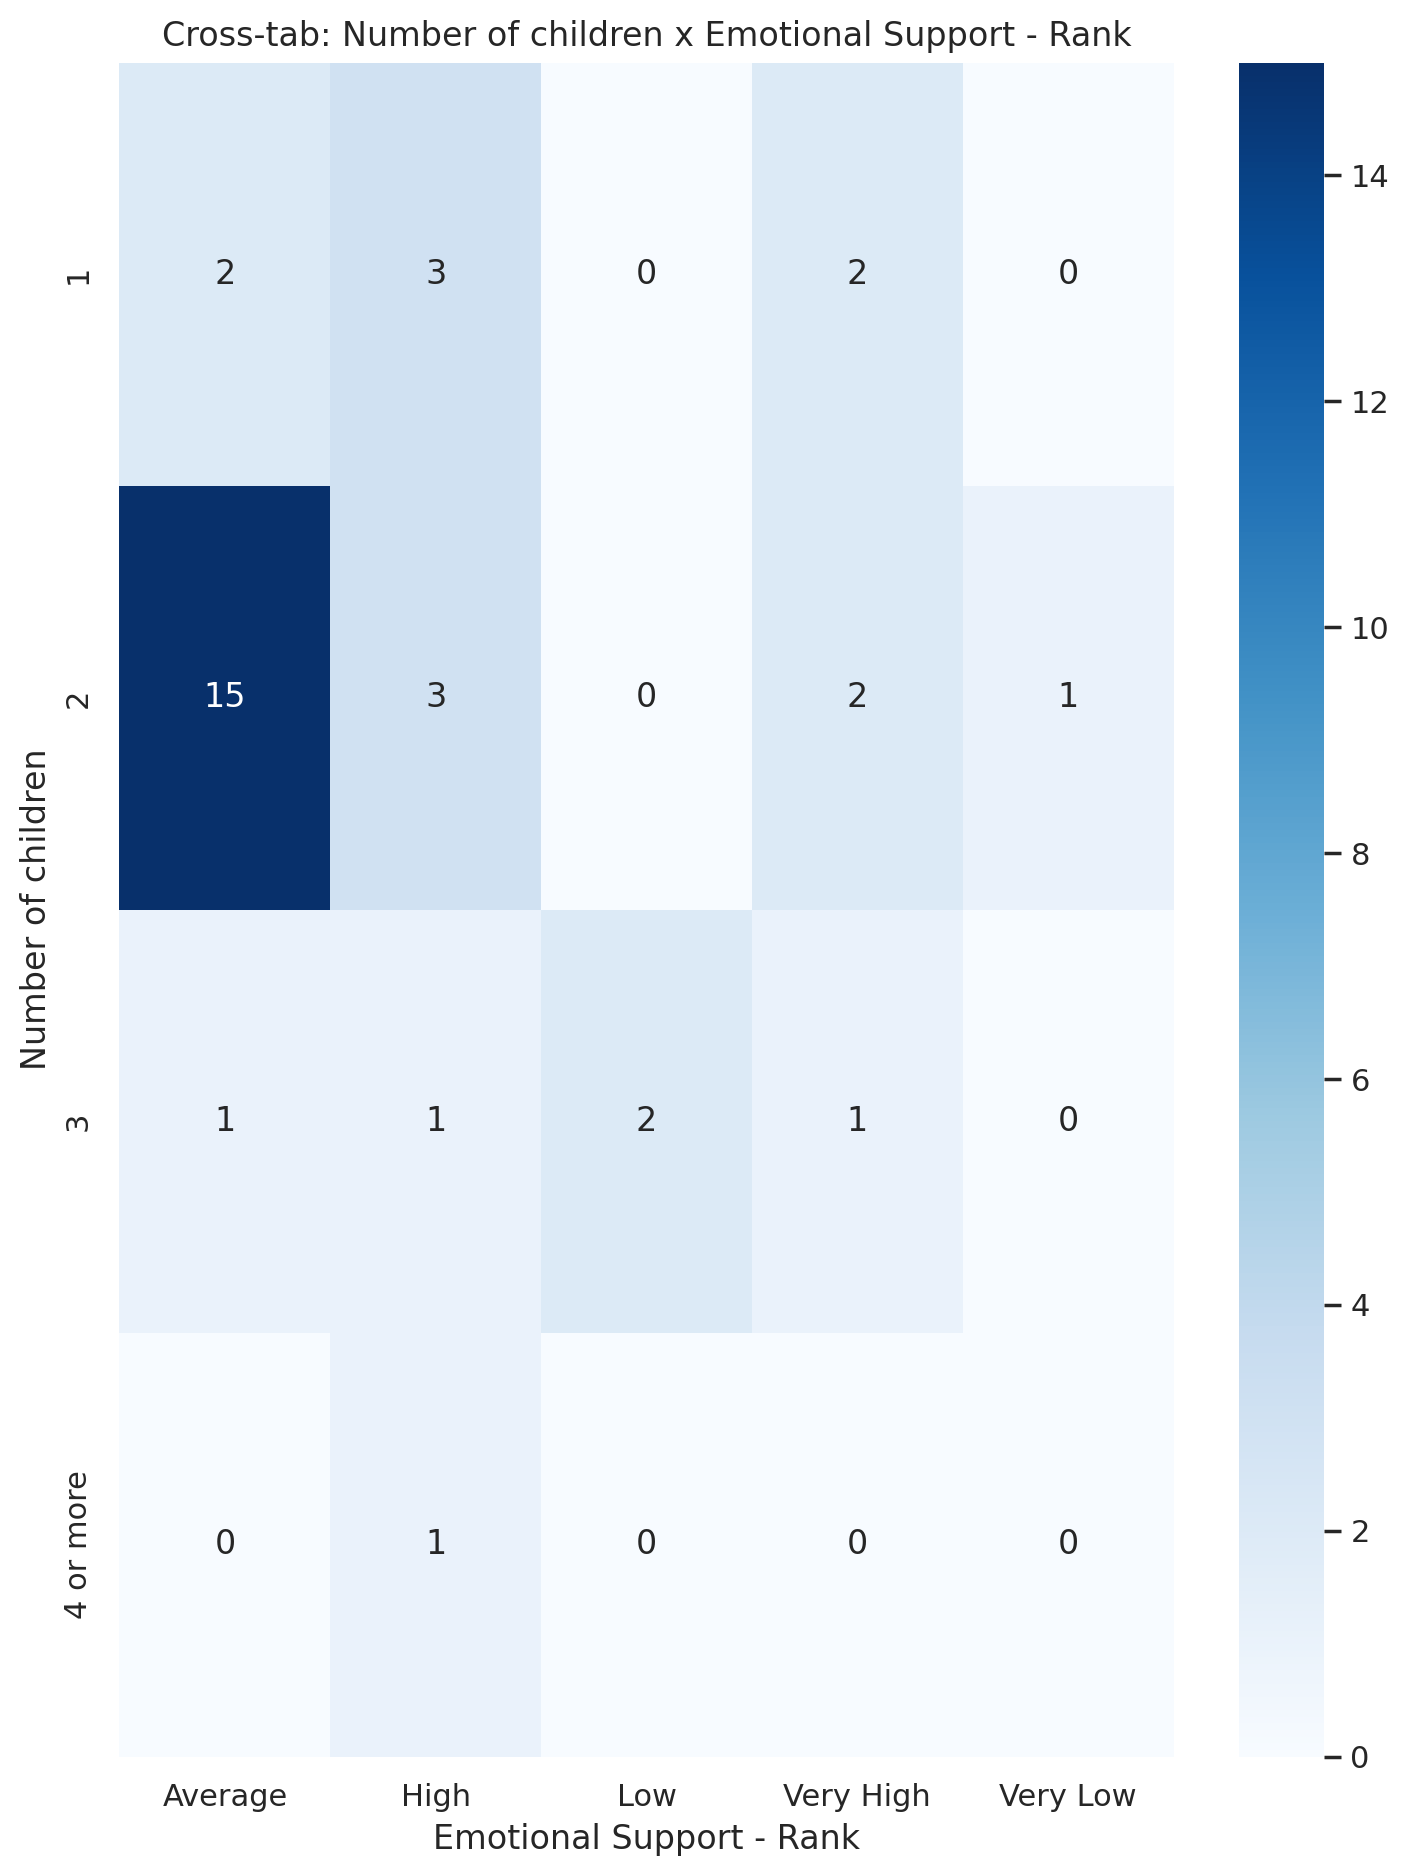 Cross-tab: Number of children x Emotional Support - Rank
14
12
10
8
6
4
2
0
Number of children
1
2
3
4 or more
2 3 0 2 0
15 3 0 2 1
1 1 2 1 0
0 1 0 0 0
Average High Low Very High Very Low
Emotional Support - Rank